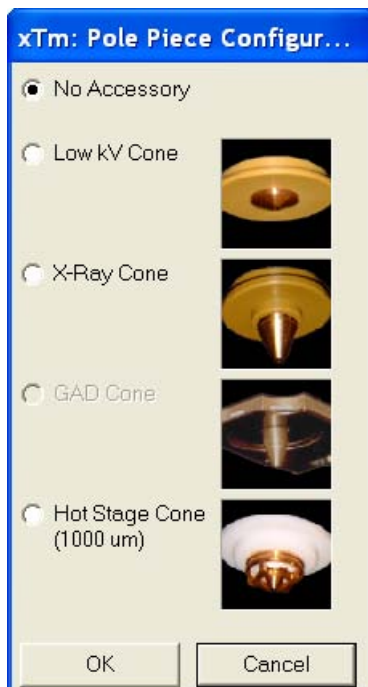 xTm: Pole Piece Configur...
No Accessory
Low kV Cone
X-Ray Cone
GAD Cone
Hot Stage Cone
(1000 um)
OK
Cancel